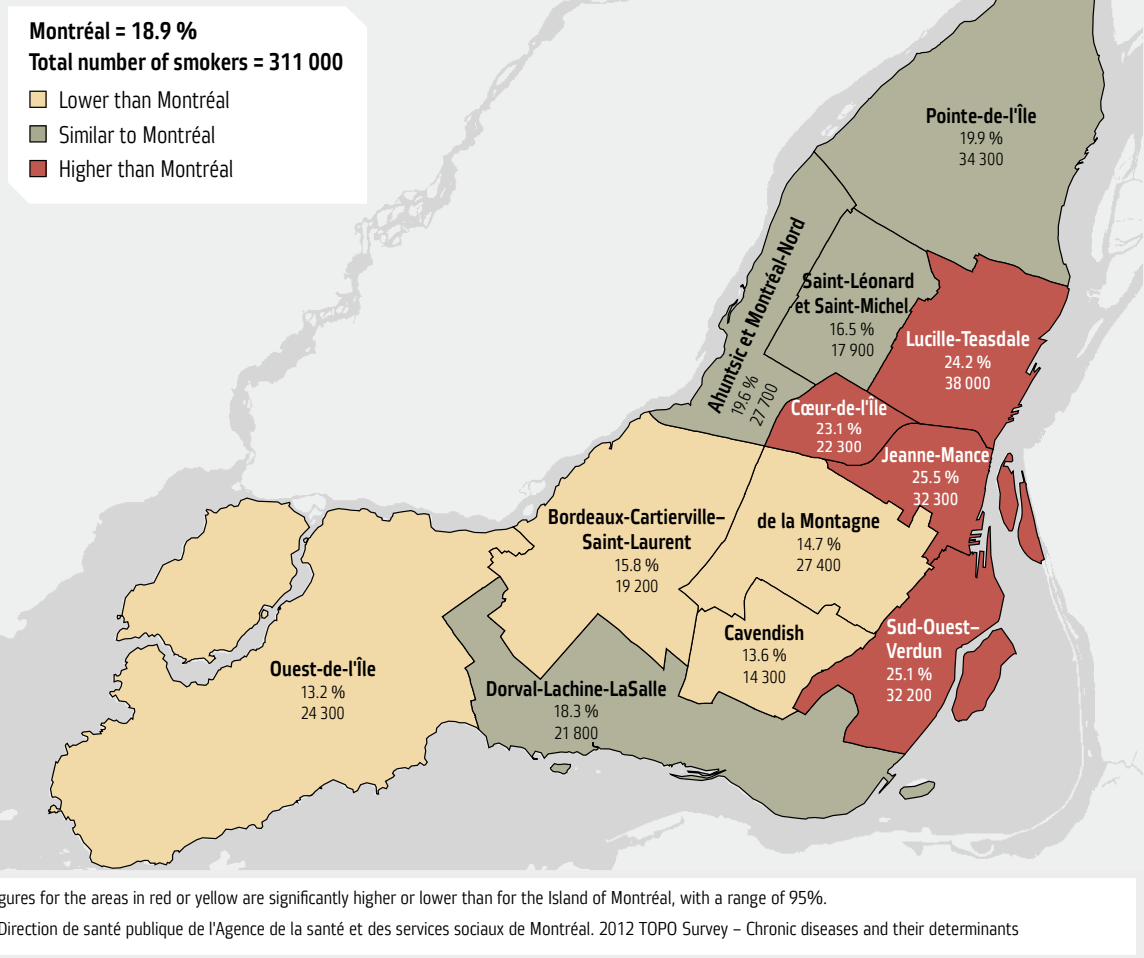 Montréal = 18.9 %
Total number of smokers = 311 000
Lower than Montréal
Similar to Montréal
Higher than Montréal
Pointe-de-l'Île
19.9 %
34 300
Ahuntsic et Montréal-Nord
19.6 %
27 700
Saint-Léonard
et Saint-Michel
16.5 %
17 900
Lucille-Teasdale
24.2 %
38 000
Cœur-de-l'Île
23.1 %
22 300
Jeanne-Mance
25.5 %
32 300
Bordeaux-Cartierville–
Saint-Laurent
15.8 %
19 200
de la Montagne
14.7 %
27 400
Cavendish
13.6 %
14 300
Sud-Ouest–
Verdun
25.1 %
32 200
Ouest-de-l'Île
13.2 %
24 300
Dorval-Lachine-LaSalle
18.3 %
21 800
gures for the areas in red or yellow are significantly higher or lower than for the Island of Montréal, with a range of 95%.
Direction de santé publique de l'Agence de la santé et des services sociaux de Montréal. 2012 TOPO Survey – Chronic diseases and their determinants